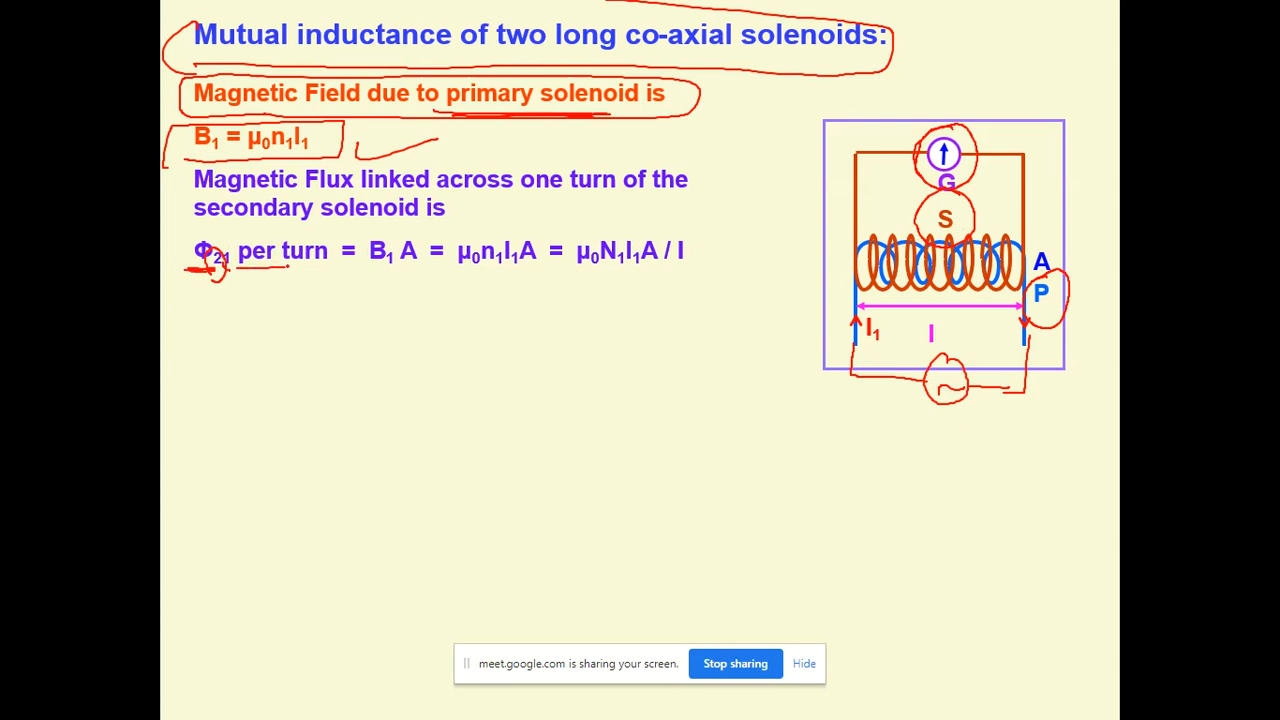 Mutual inductance of two long co-axial solenoids:
Magnetic Field due to primary solenoid is
B₁ = μ₀n₁I₁
Magnetic Flux linked across one turn of the
secondary solenoid is
Φ₂₁ per turn = B₁ A = μ₀n₁I₁A = μ₀N₁I₁A / l
G
S
A
P
I₁
l
meet.google.com is sharing your screen.
Stop sharing
Hide